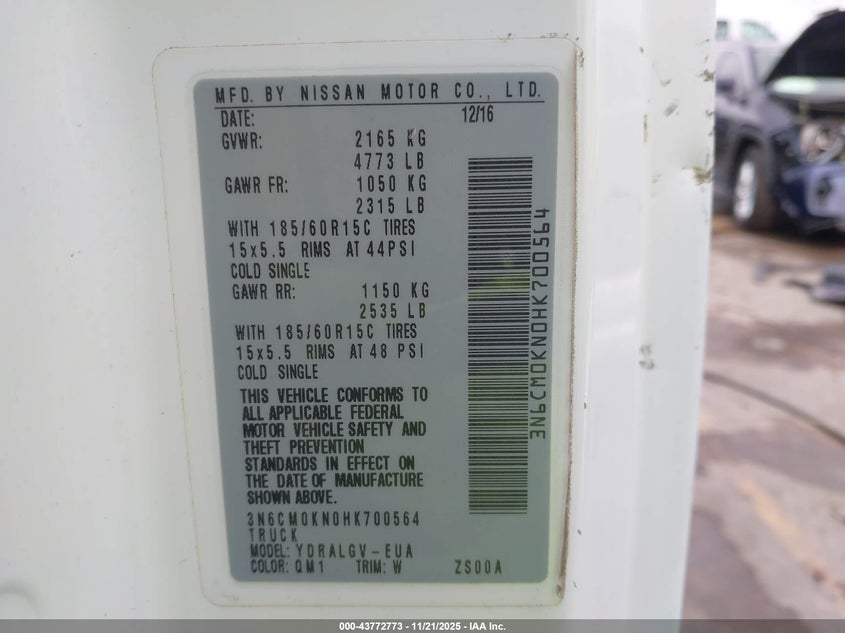 MFD. BY NISSAN MOTOR CO., LTD.
DATE: 12/16
GVWR: 2165 KG
4773 LB
GAWR FR: 1050 KG
2315 LB
WITH 185/60R15C TIRES
15x5.5 RIMS AT 44PSI
COLD SINGLE
GAWR RR: 1150 KG
2535 LB
WITH 185/60R15C TIRES
15x5.5 RIMS AT 48 PSI
COLD SINGLE
THIS VEHICLE CONFORMS TO
ALL APPLICABLE FEDERAL
MOTOR VEHICLE SAFETY AND
THEFT PREVENTION
STANDARDS IN EFFECT ON
THE DATE OF MANUFACTURE
SHOWN ABOVE.
3N6CM0KN0HK700564
TRUCK
MODEL: YDRALGV-EUA
COLOR: QM1 TRIM: W ZS00A
3N6CM0KN0HK700564
000-43772773 - 11/21/2025 - IAA Inc.